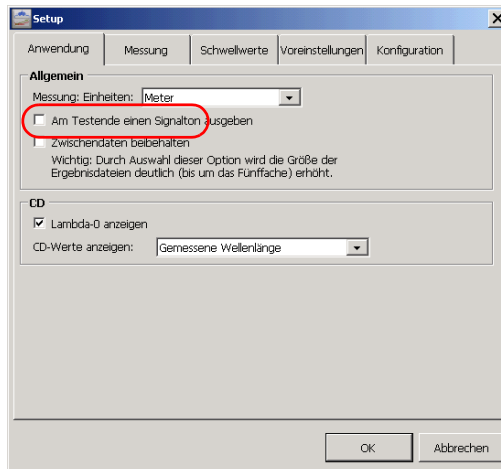 Setup
Anwendung Messung Schwellwerte Voreinstellungen Konfiguration
Allgemein
Messung: Einheiten: Meter
Am Testende einen Signalton ausgeben
Zwischendaten beibehalten
Wichtig: Durch Auswahl dieser Option wird die Größe der
Ergebnisdateien deutlich (bis um das Fünffache) erhöht.
CD
Lambda-0 anzeigen
CD-Werte anzeigen: Gemessene Wellenlänge
OK Abbrechen